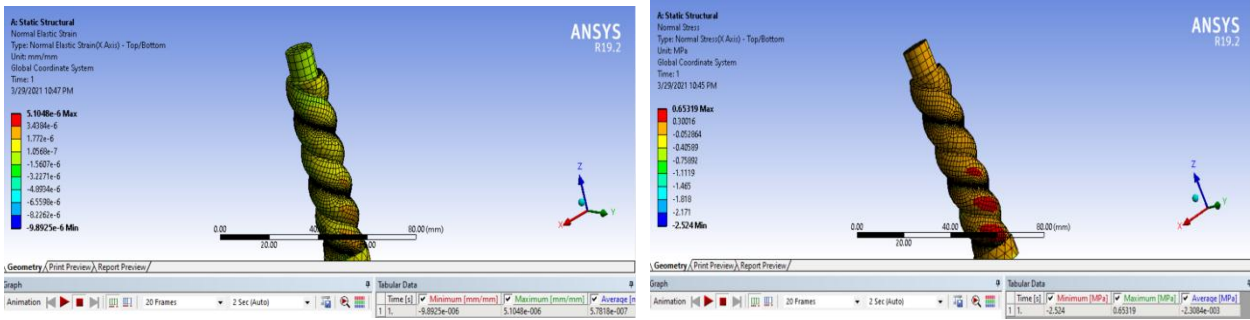 A: Static Structural
Normal Elastic Strain
Type: Normal Elastic Strain(X Axis) - Top/Bottom
Unit: mm/mm
Global Coordinate System
Time: 1
3/29/2021 10:47 PM
5.1048e-6 Max
3.4384e-6
1.772e-6
1.0568e-7
-1.5607e-6
-3.2271e-6
-4.8934e-6
-6.5598e-6
-8.2262e-6
-9.8925e-6 Min
ANSYS
R19.2
Z
Y
X
0.00
40.00
80.00 (mm)
20.00
60.00
Geometry / Print Preview / Report Preview /
Graph
Animation
20 Frames
2 Sec (Auto)
Tabular Data
Time [s] Minimum [mm/mm] Maximum [mm/mm] Average [m
1 1. -9.8925e-006 5.1048e-006 5.7818e-007
A: Static Structural
Normal Stress
Type: Normal Stress(X Axis) - Top/Bottom
Unit: MPa
Global Coordinate System
Time: 1
3/29/2021 10:45 PM
0.65319 Max
0.30016
-0.052864
-0.40589
-0.75892
-1.1119
-1.465
-1.818
-2.171
-2.524 Min
ANSYS
R19.2
Z
Y
X
0.00
40.00
80.00 (mm)
20.00
60.00
Geometry / Print Preview / Report Preview /
Graph
Animation
20 Frames
2 Sec (Auto)
Tabular Data
Time [s] Minimum [MPa] Maximum [MPa] Average [MPa]
1 1. -2.524 0.65319 -2.3084e-003